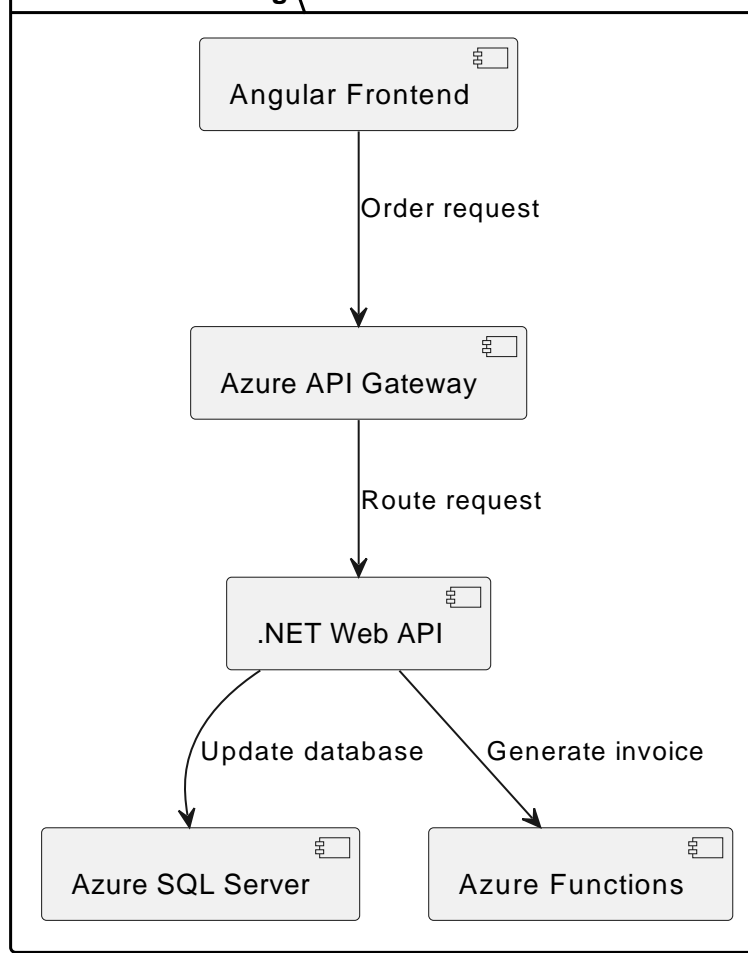 Angular Frontend
Order request
Azure API Gateway
Route request
.NET Web API
Update database
Generate invoice
Azure SQL Server
Azure Functions